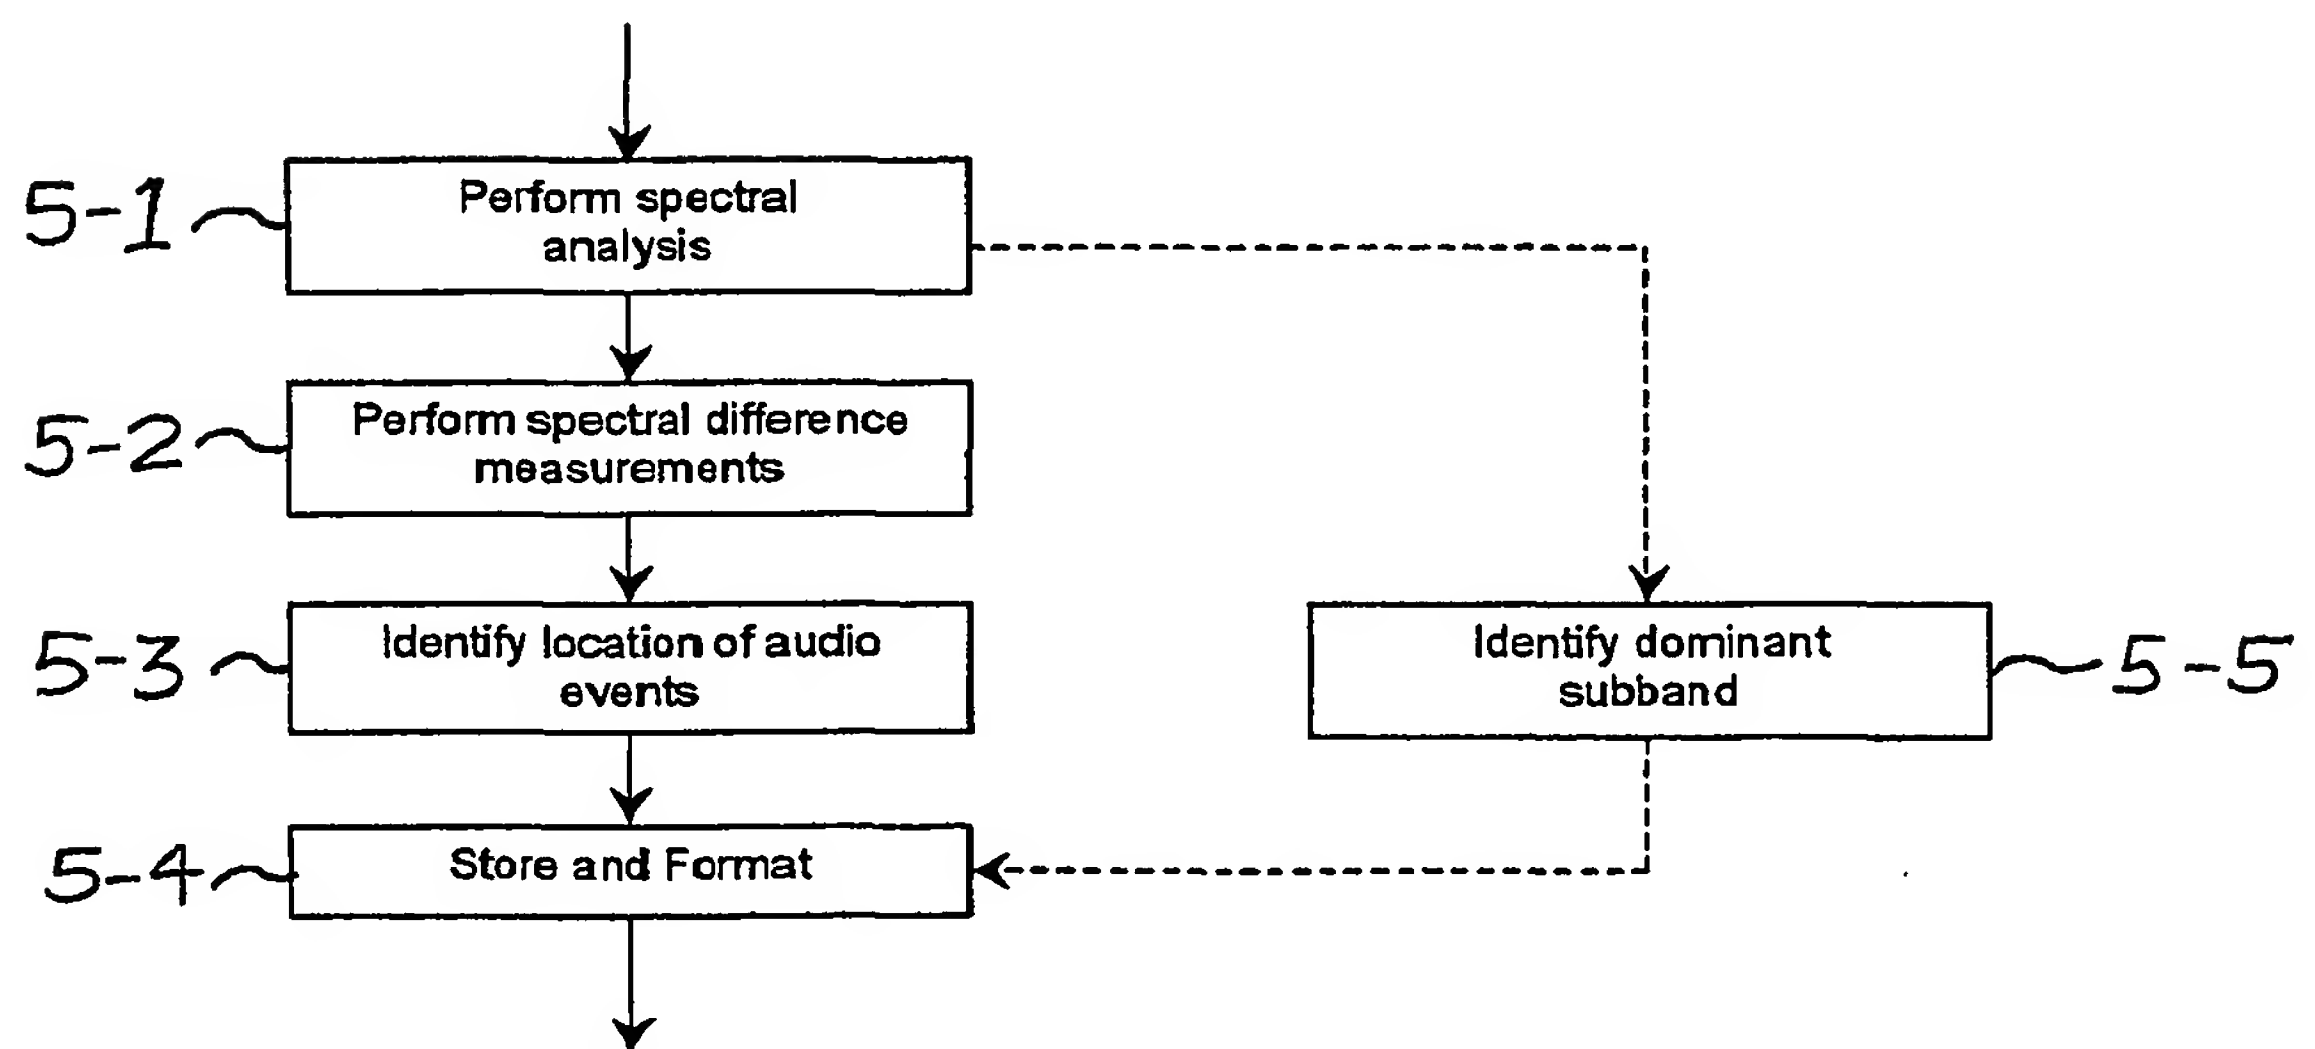 5-1
Perform spectral
analysis
5-2
Perform spectral difference
measurements
5-3
Identify location of audio
events
Identify dominant
subband
5-5
5-4
Store and Format